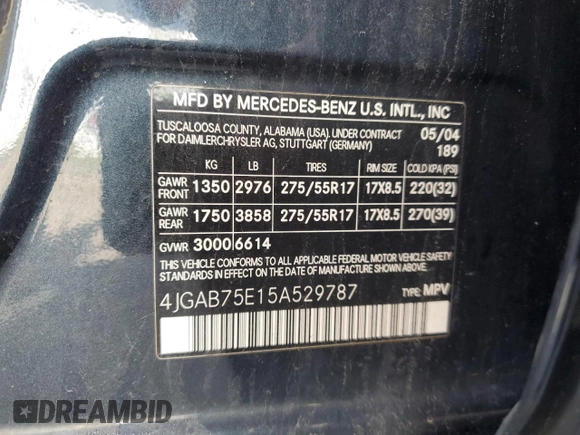 MFD BY MERCEDES-BENZ U.S. INTL., INC
TUSCALOOSA COUNTY, ALABAMA (USA). UNDER CONTRACT 05/04
FOR DAIMLERCHRYSLER AG, STUTTGART (GERMANY) 189
KG LB TIRES RIM SIZE COLD KPA (PSI)
GAWR FRONT 1350 2976 275/55R17 17X8.5 220(32)
GAWR REAR 1750 3858 275/55R17 17X8.5 270(39)
GVWR 3000 6614
THIS VEHICLE CONFORMS TO ALL APPLICABLE FEDERAL MOTOR VEHICLE SAFETY
STANDARDS IN EFFECT ON THE DATE OF MANUFACTURE SHOWN ABOVE.
4JGAB75E15A529787 TYPE: MPV
DREAMBID